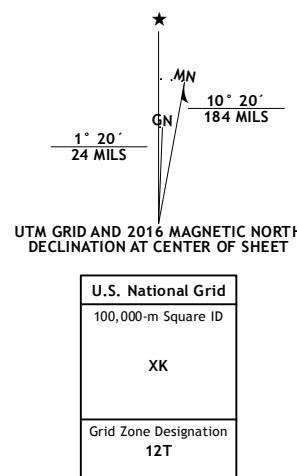 ★
MN
GN
10° 20´
184 MILS
1° 20´
24 MILS
UTM GRID AND 2016 MAGNETIC NORTH
DECLINATION AT CENTER OF SHEET
U.S. National Grid
100,000-m Square ID
XK
Grid Zone Designation
12T